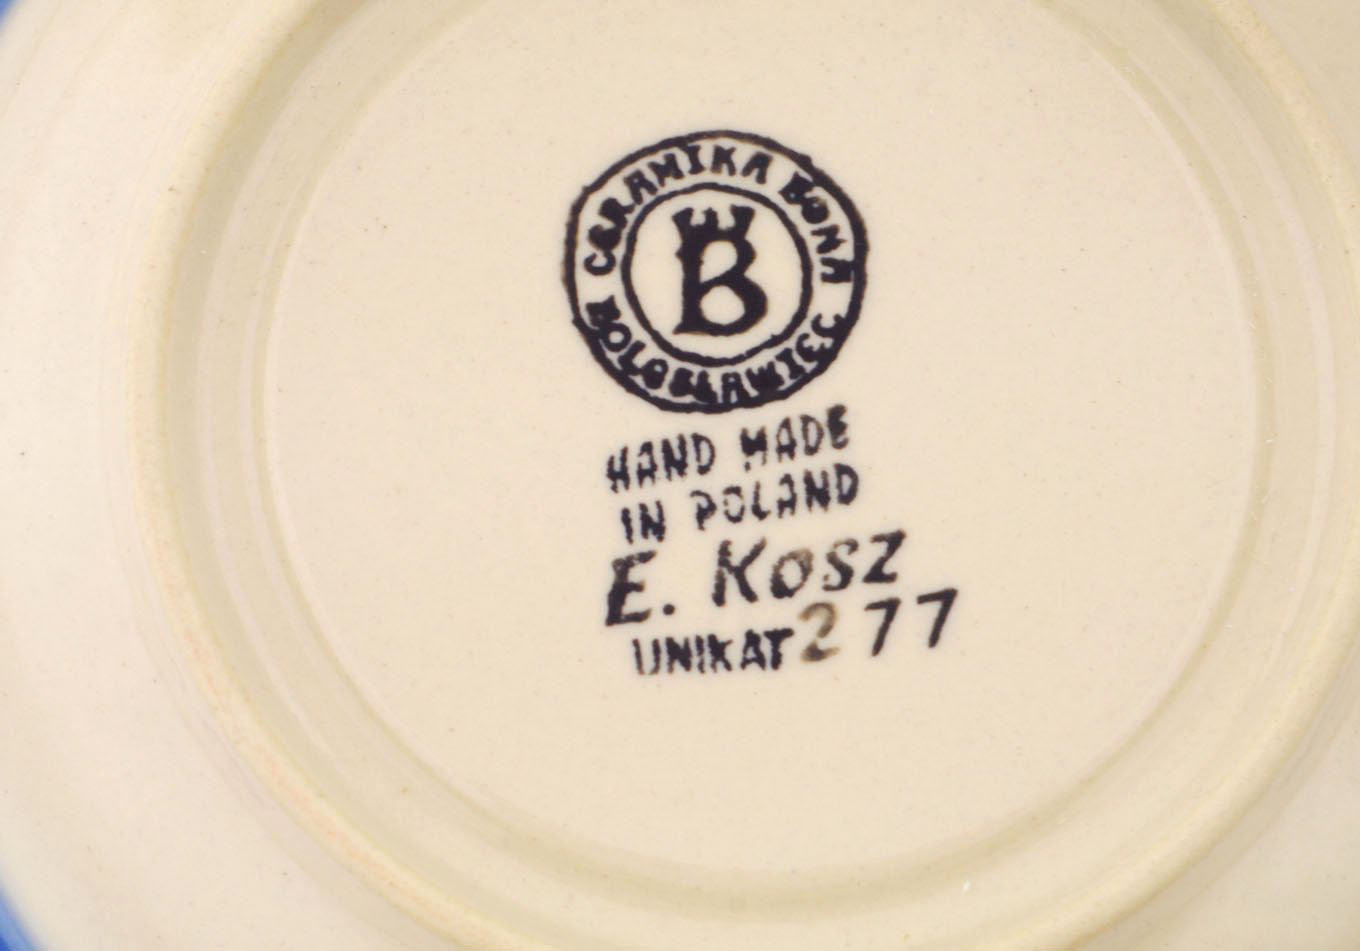 CERAMIKA BONA
B
BOLESŁAWIEC
HAND MADE
IN POLAND
E. KOSZ
UNIKAT 277